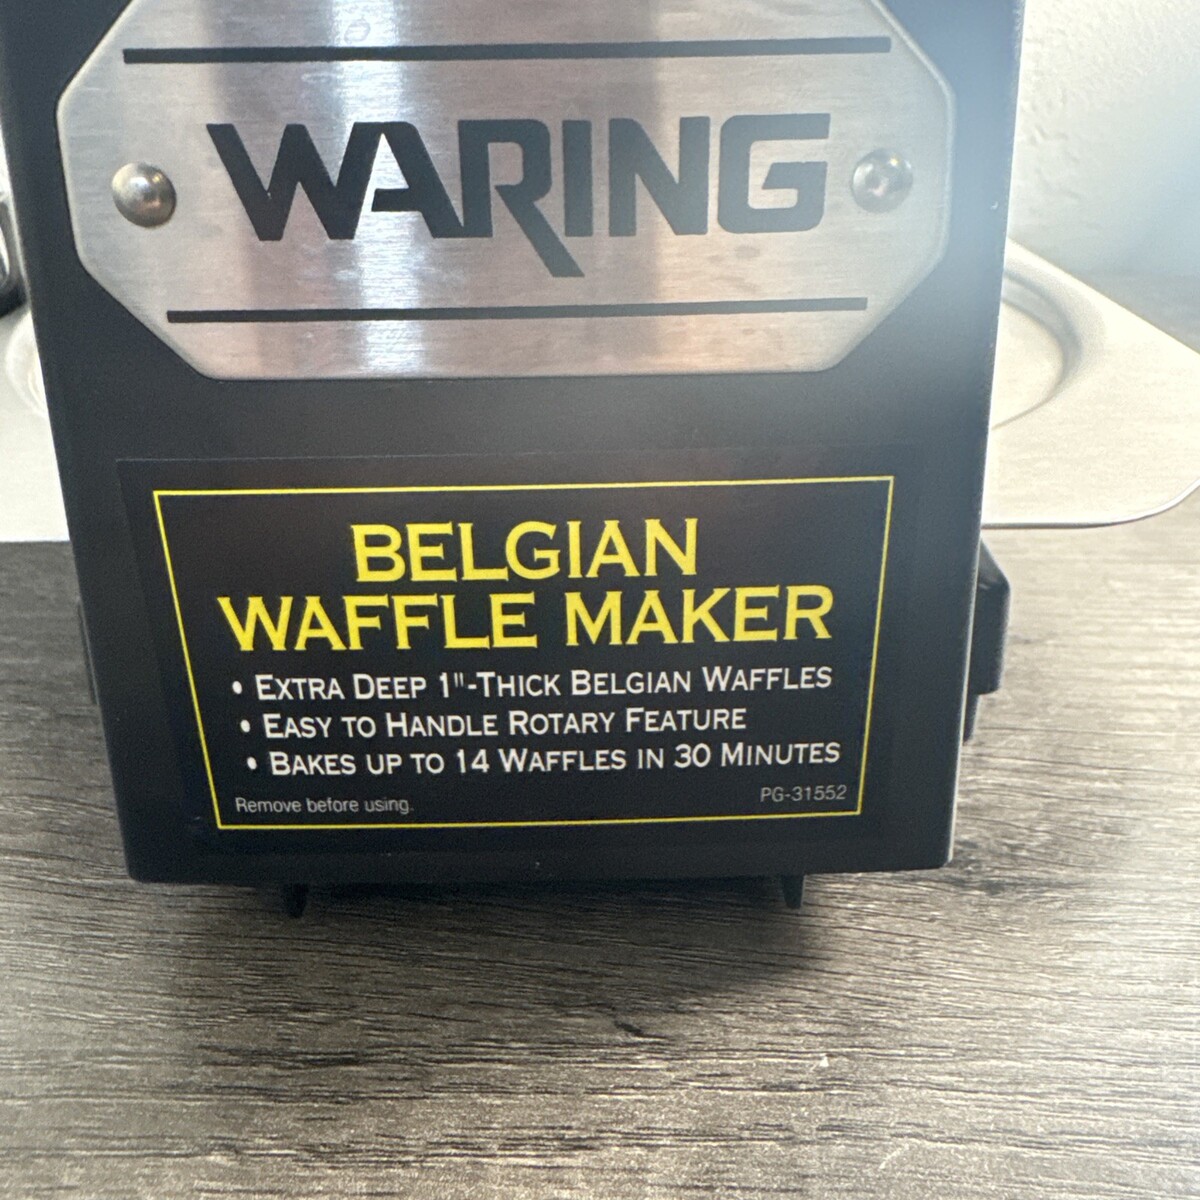 WARING
BELGIAN
WAFFLE MAKER
• EXTRA DEEP 1"-THICK BELGIAN WAFFLES
• EASY TO HANDLE ROTARY FEATURE
• BAKES UP TO 14 WAFFLES IN 30 MINUTES
Remove before using. PG-31552